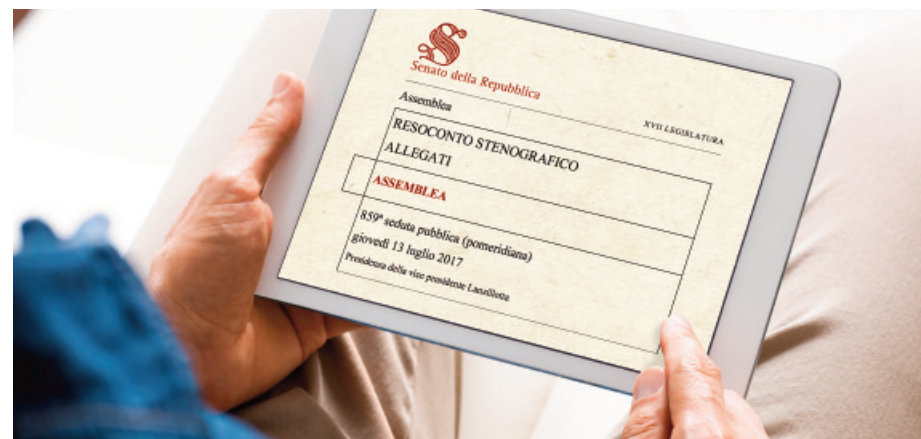 Senato della Repubblica
Assemblea
XVII LEGISLATURA
RESOCONTO STENOGRAFICO
ALLEGATI
ASSEMBLEA
859ª seduta pubblica (pomeridiana)
giovedì 13 luglio 2017
Presidenza della vice presidente Lanzillotta